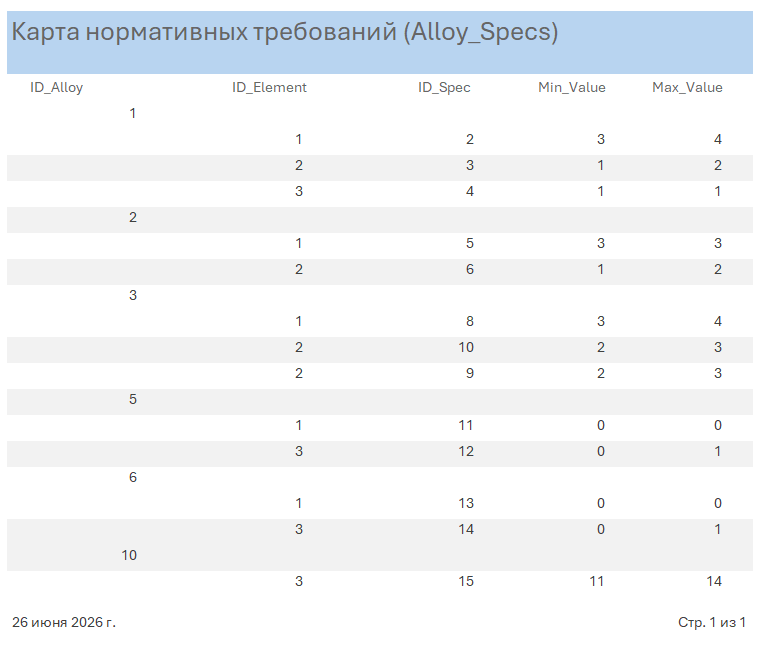 Карта нормативных требований (Alloy_Specs)
ID_Alloy ID_Element ID_Spec Min_Value Max_Value
1
1 2 3 4
2 3 1 2
3 4 1 1
2
1 5 3 3
2 6 1 2
3
1 8 3 4
2 10 2 3
2 9 2 3
5
1 11 0 0
3 12 0 1
6
1 13 0 0
3 14 0 1
10
3 15 11 14
26 июня 2026 г. Стр. 1 из 1